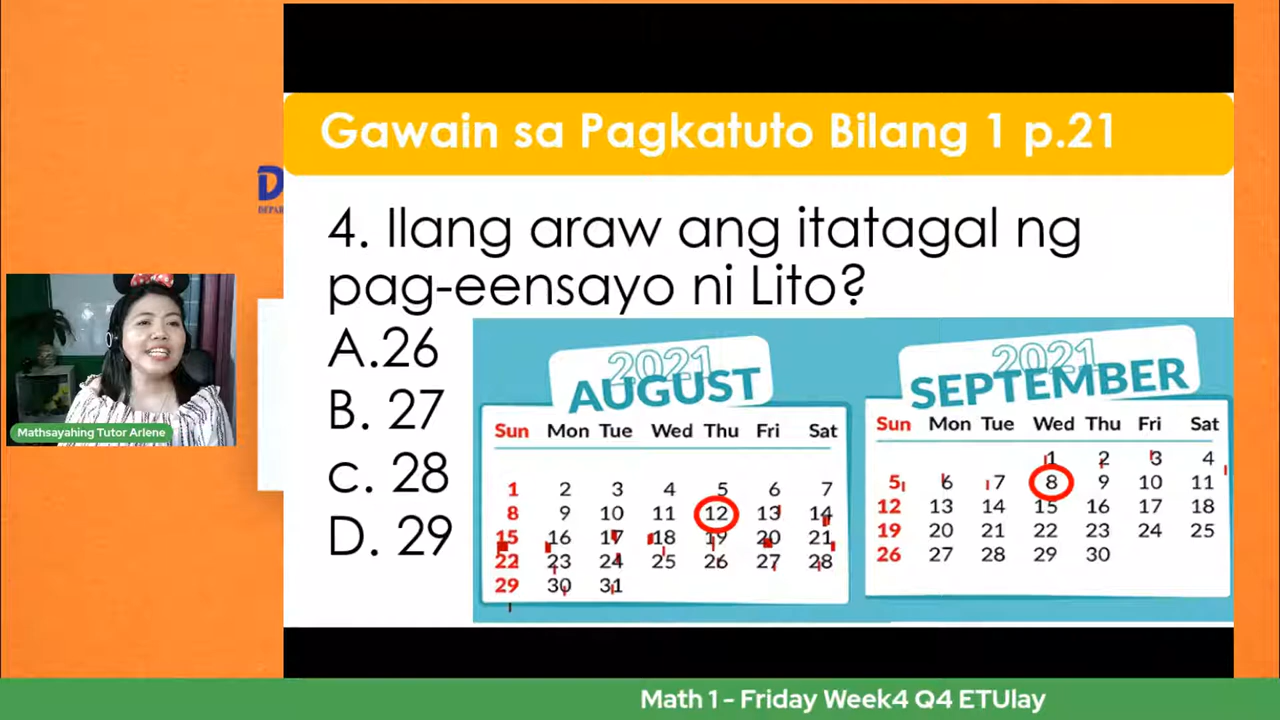 Gawain sa Pagkatuto Bilang 1 p.21
4. Ilang araw ang itatagal ng
pag-eensayo ni Lito?
A.26
B. 27
c. 28
D. 29
2021
AUGUST
Sun Mon Tue Wed Thu Fri Sat
1 2 3 4 5 6 7
8 9 10 11 12 13 14
15 16 17 18 19 20 21
22 23 24 25 26 27 28
29 30 31
2021
SEPTEMBER
Sun Mon Tue Wed Thu Fri Sat
1 2 3 4
5 6 7 8 9 10 11
12 13 14 15 16 17 18
19 20 21 22 23 24 25
26 27 28 29 30
Mathsayahing Tutor Arlene
Math 1 - Friday Week4 Q4 ETUlay